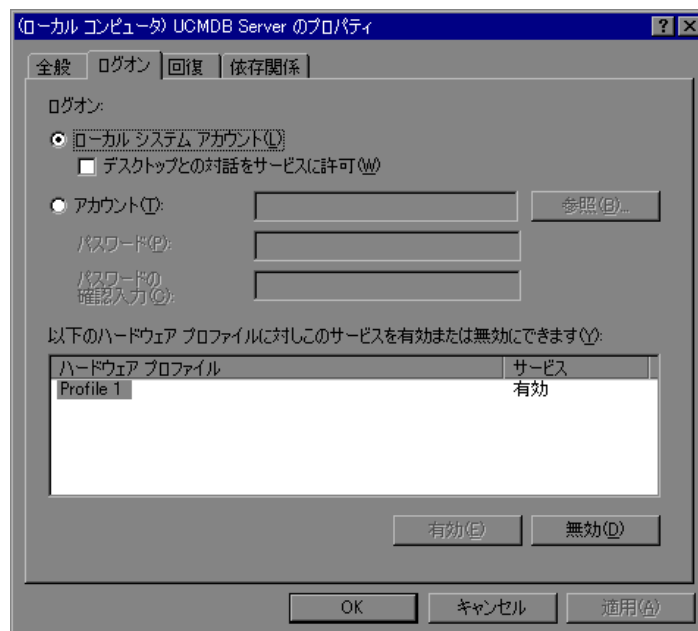 (ローカル コンピュータ) UCMDB Server のプロパティ
全般 ログオン 回復 依存関係
ログオン:
ローカル システム アカウント(L)
デスクトップとの対話をサービスに許可(W)
アカウント(T): 参照(B)...
パスワード(P):
パスワードの
確認入力(C):
以下のハードウェア プロファイルに対しこのサービスを有効または無効にできます(Y):
ハードウェア プロファイル サービス
Profile 1 有効
有効(E) 無効(D)
OK キャンセル 適用(A)